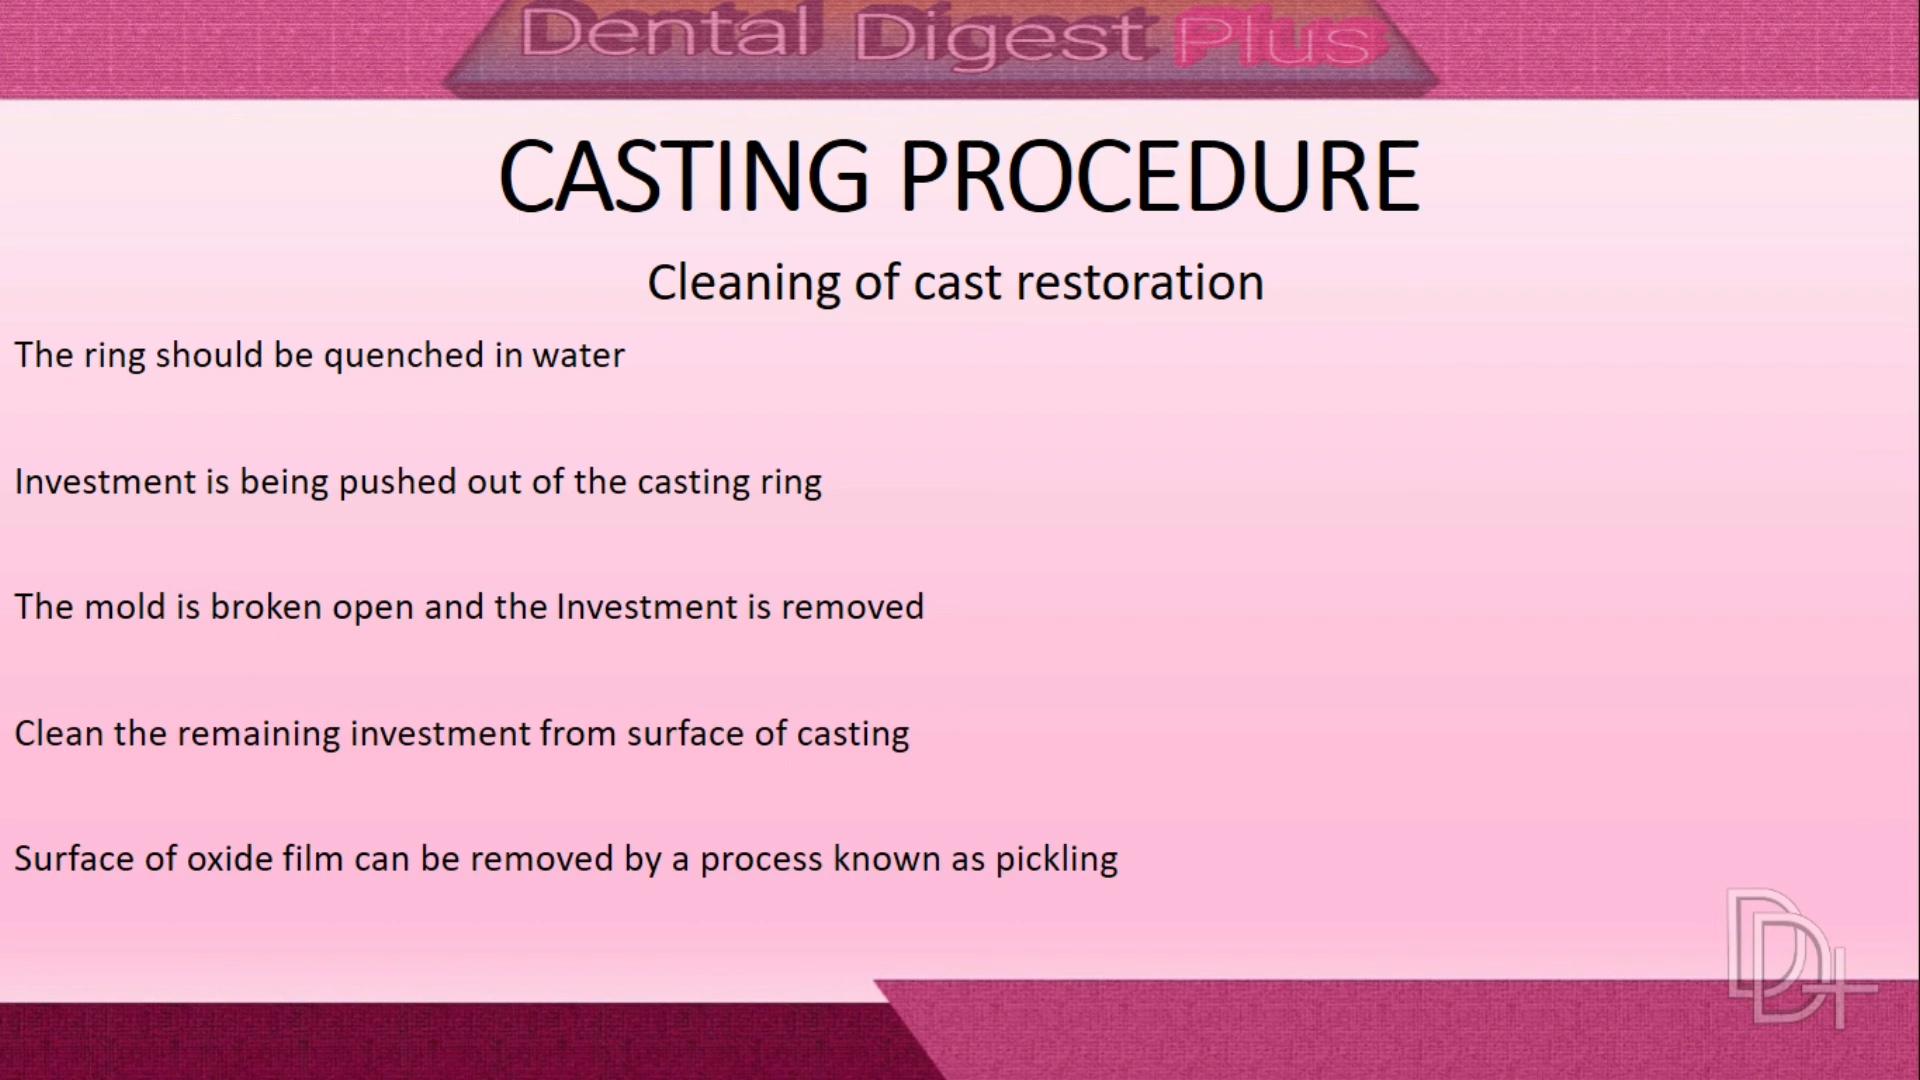 Dental Digest Plus
CASTING PROCEDURE
Cleaning of cast restoration
The ring should be quenched in water
Investment is being pushed out of the casting ring
The mold is broken open and the Investment is removed
Clean the remaining investment from surface of casting
Surface of oxide film can be removed by a process known as pickling
DD+